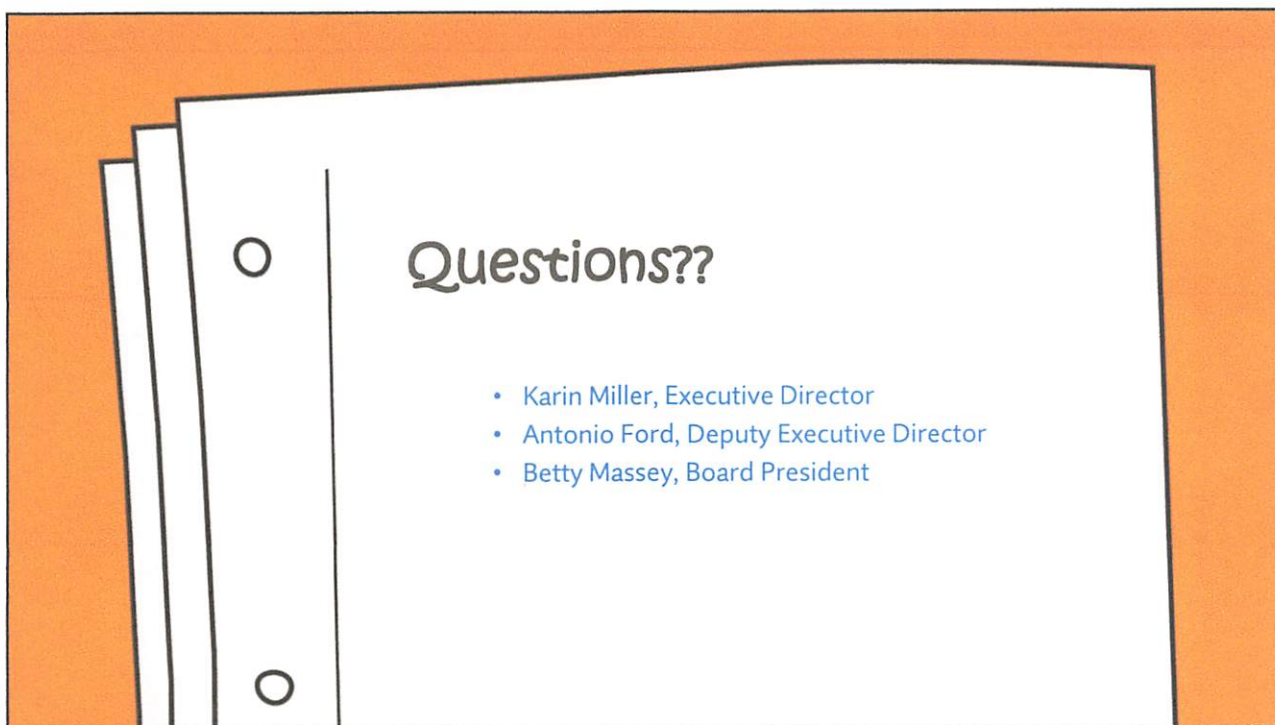 Questions??
• Karin Miller, Executive Director
• Antonio Ford, Deputy Executive Director
• Betty Massey, Board President